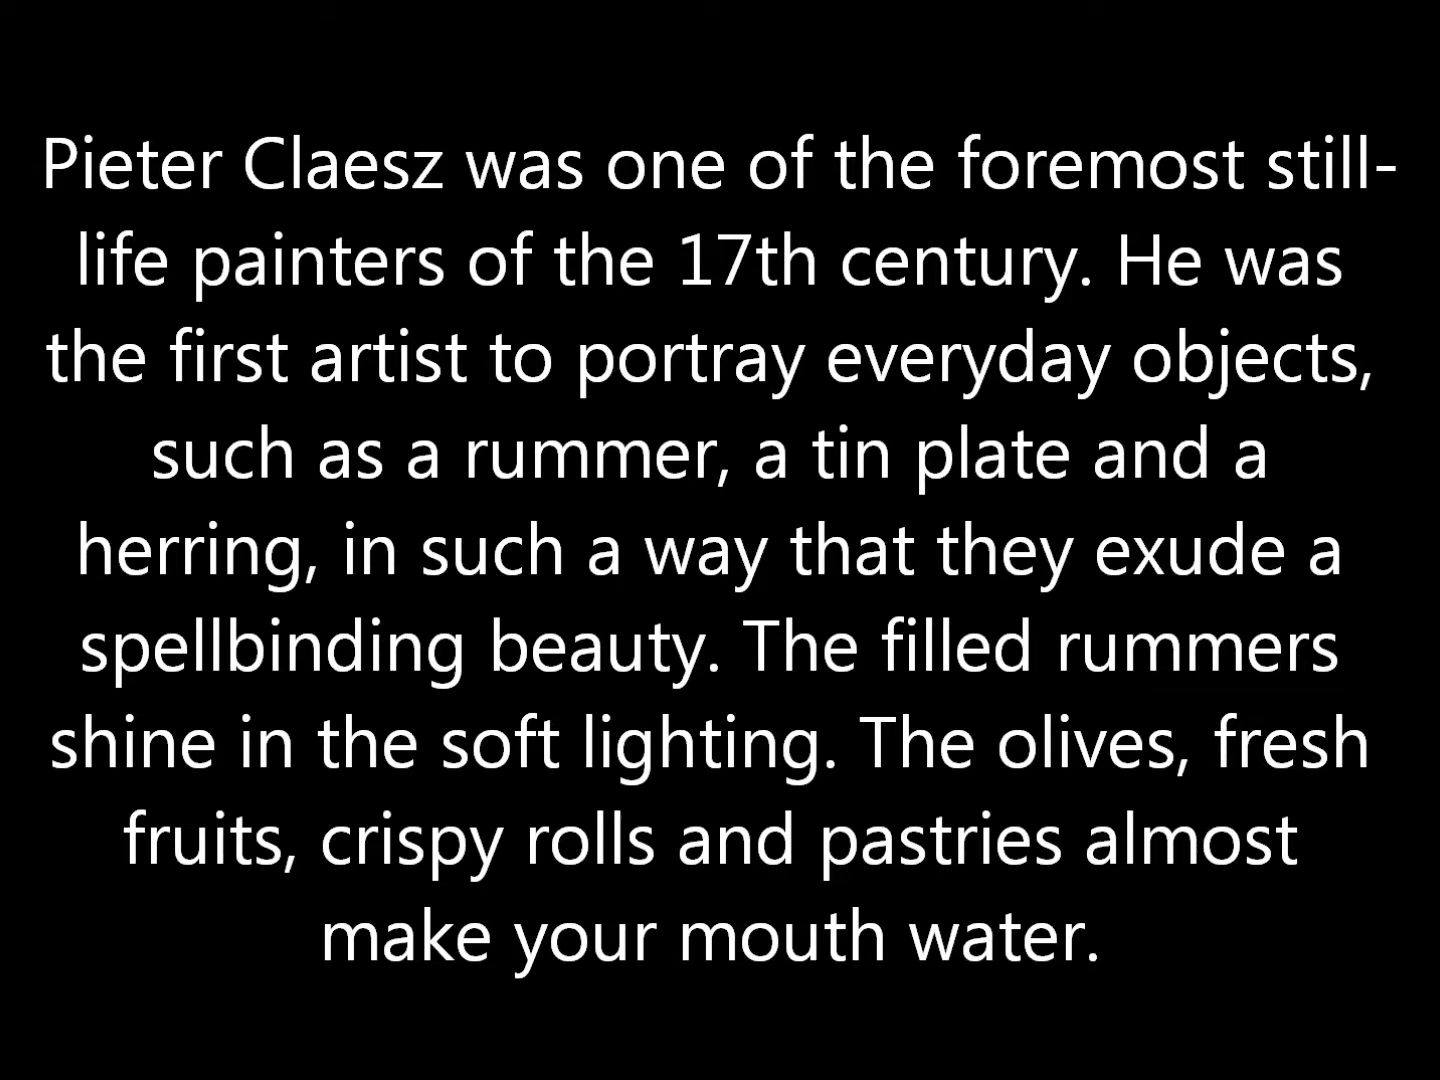 Pieter Claesz was one of the foremost still-
life painters of the 17th century. He was
the first artist to portray everyday objects,
such as a rummer, a tin plate and a
herring, in such a way that they exude a
spellbinding beauty. The filled rummers
shine in the soft lighting. The olives, fresh
fruits, crispy rolls and pastries almost
make your mouth water.